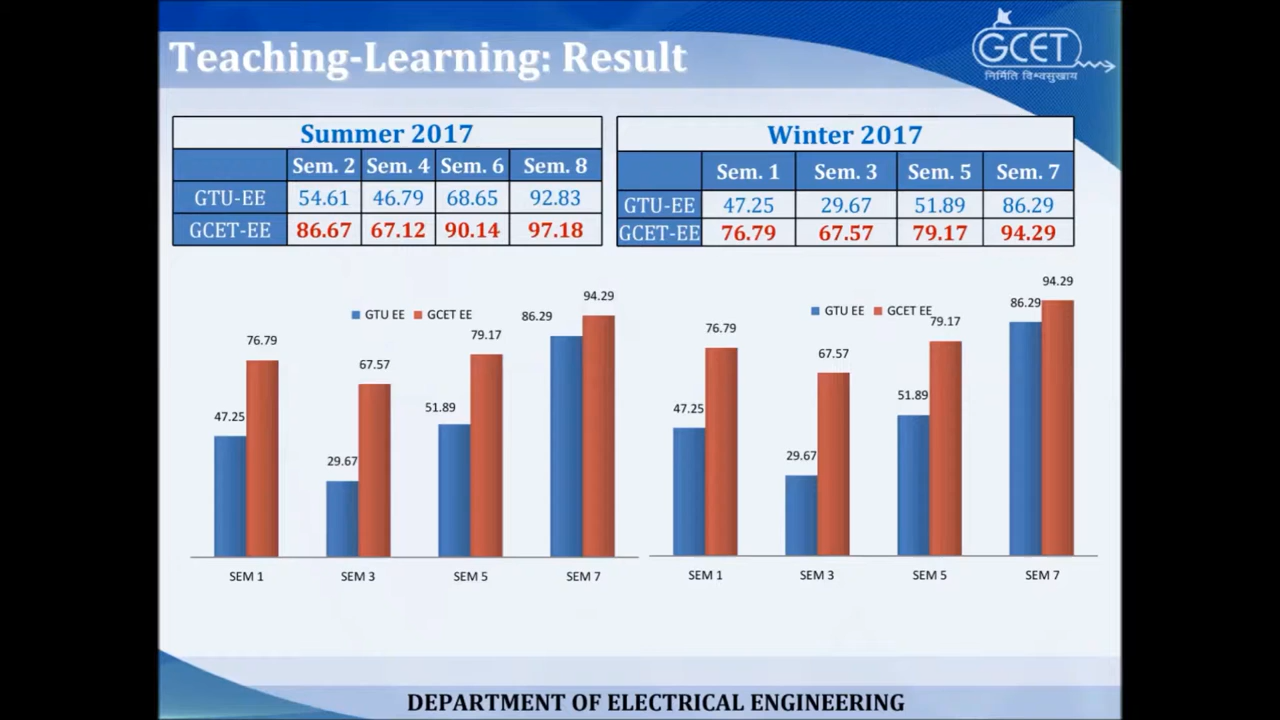 Teaching-Learning: Result
GCET
निर्मिति विश्वसुखाय
Summer 2017
Sem. 2 Sem. 4 Sem. 6 Sem. 8
GTU-EE 54.61 46.79 68.65 92.83
GCET-EE 86.67 67.12 90.14 97.18
Winter 2017
Sem. 1 Sem. 3 Sem. 5 Sem. 7
GTU-EE 47.25 29.67 51.89 86.29
GCET-EE 76.79 67.57 79.17 94.29
GTU EE GCET EE
47.25 76.79 29.67 67.57 51.89 79.17 86.29 94.29
SEM 1 SEM 3 SEM 5 SEM 7
GTU EE GCET EE
47.25 76.79 29.67 67.57 51.89 79.17 86.29 94.29
SEM 1 SEM 3 SEM 5 SEM 7
DEPARTMENT OF ELECTRICAL ENGINEERING